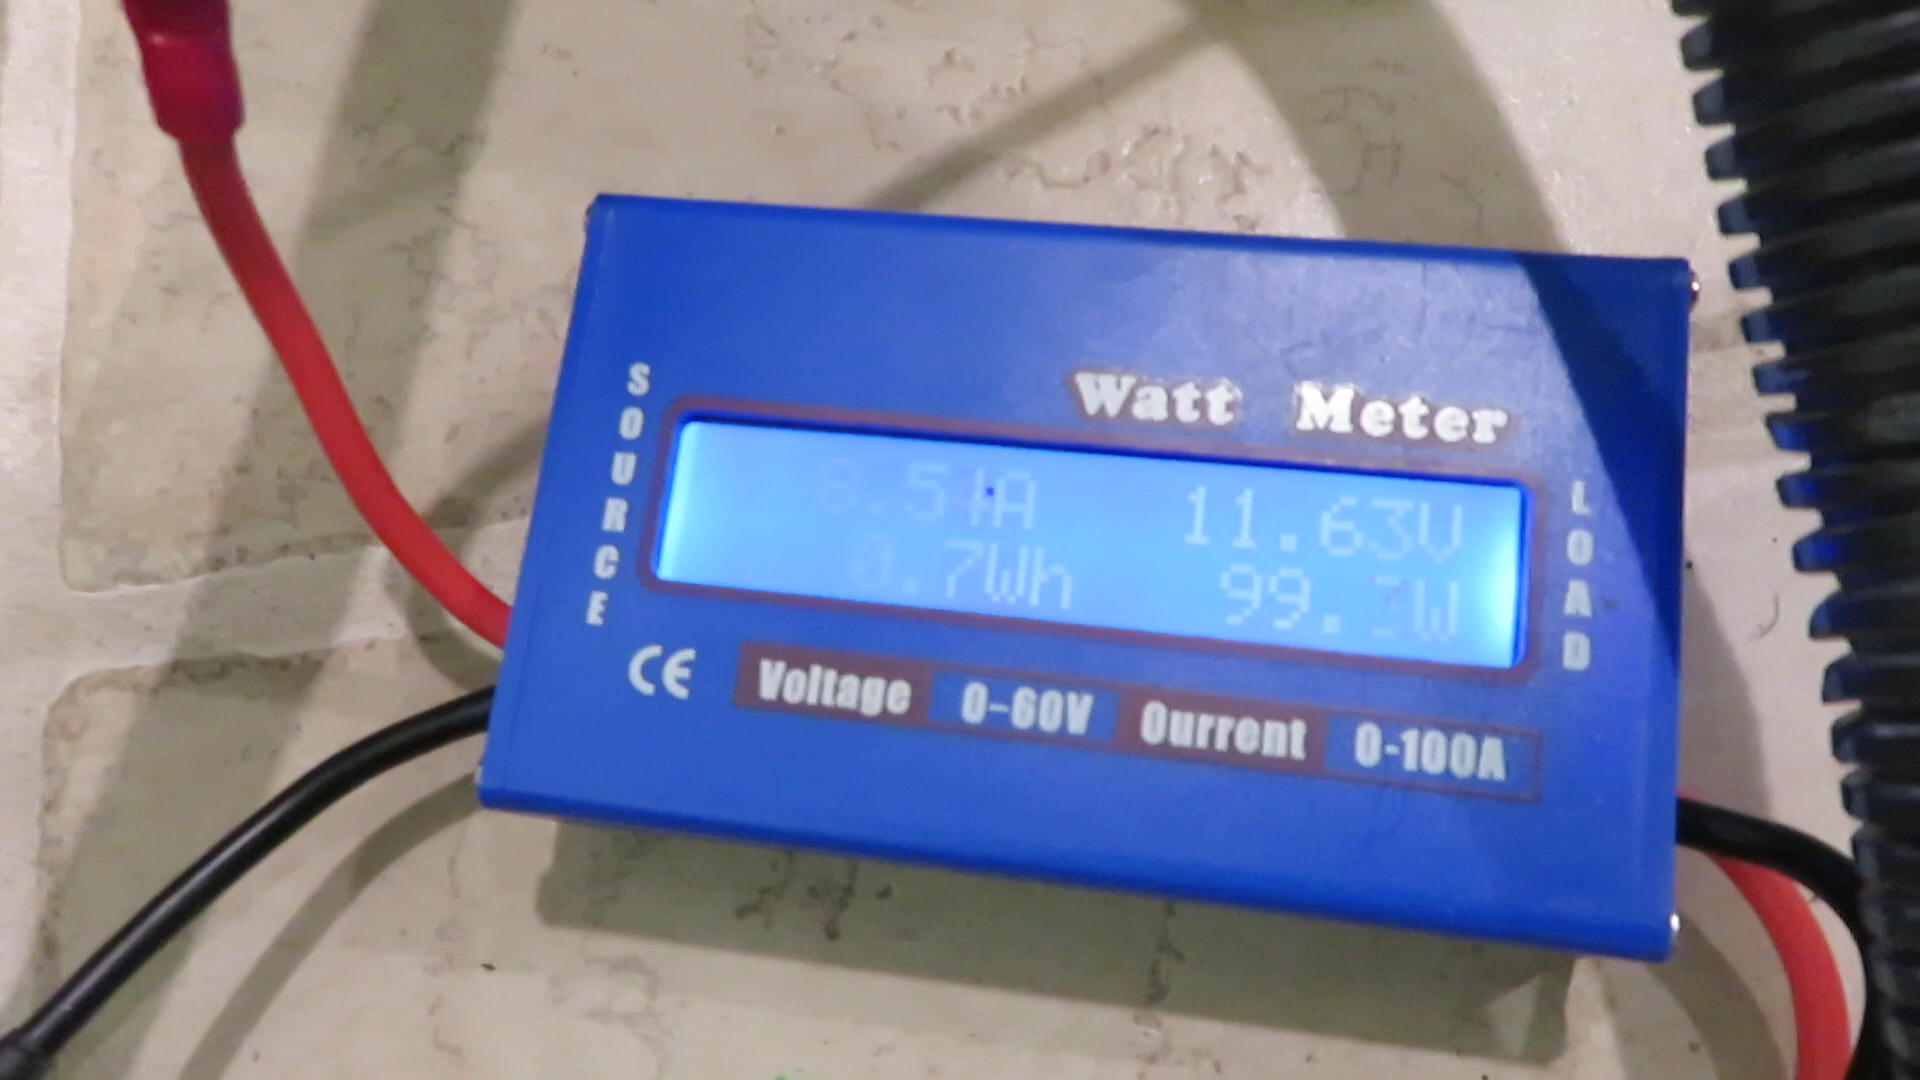 Watt Meter
SOURCE
11.63V
0.7Wh
LOAD
CE
Voltage 0-60V Ourrent 0-100A